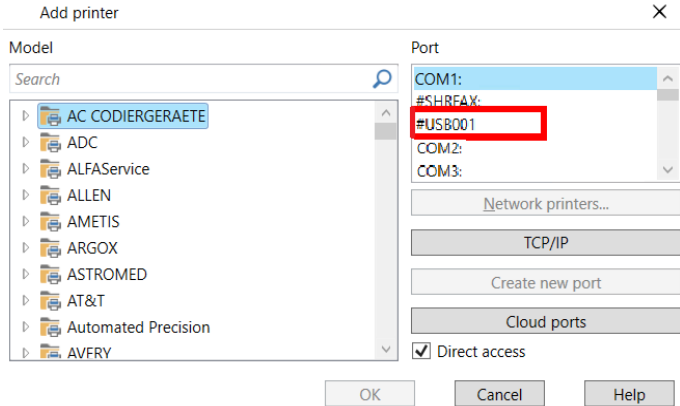 Add printer
Model
Search
AC CODIERGERAETE
ADC
ALFAService
ALLEN
AMETIS
ARGOX
ASTROMED
AT&T
Automated Precision
AVERY
Port
COM1:
#SHRFAX:
#USB001
COM2:
COM3:
Network printers...
TCP/IP
Create new port
Cloud ports
Direct access
OK
Cancel
Help